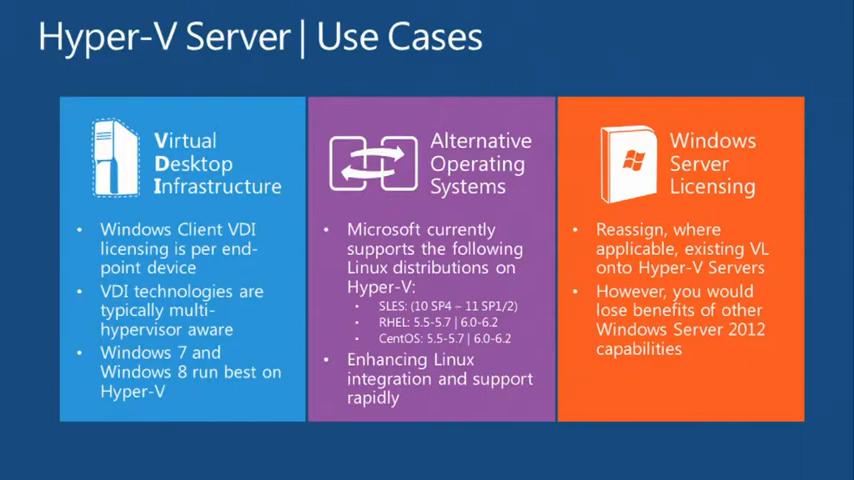 Hyper-V Server | Use Cases
Virtual
Desktop
Infrastructure
• Windows Client VDI
licensing is per end-
point device
• VDI technologies are
typically multi-
hypervisor aware
• Windows 7 and
Windows 8 run best on
Hyper-V
Alternative
Operating
Systems
• Microsoft currently
supports the following
Linux distributions on
Hyper-V:
• SLES: (10 SP4 – 11 SP1/2)
• RHEL: 5.5-5.7 | 6.0-6.2
• CentOS: 5.5-5.7 | 6.0-6.2
• Enhancing Linux
integration and support
rapidly
Windows
Server
Licensing
• Reassign, where
applicable, existing VL
onto Hyper-V Servers
• However, you would
lose benefits of other
Windows Server 2012
capabilities